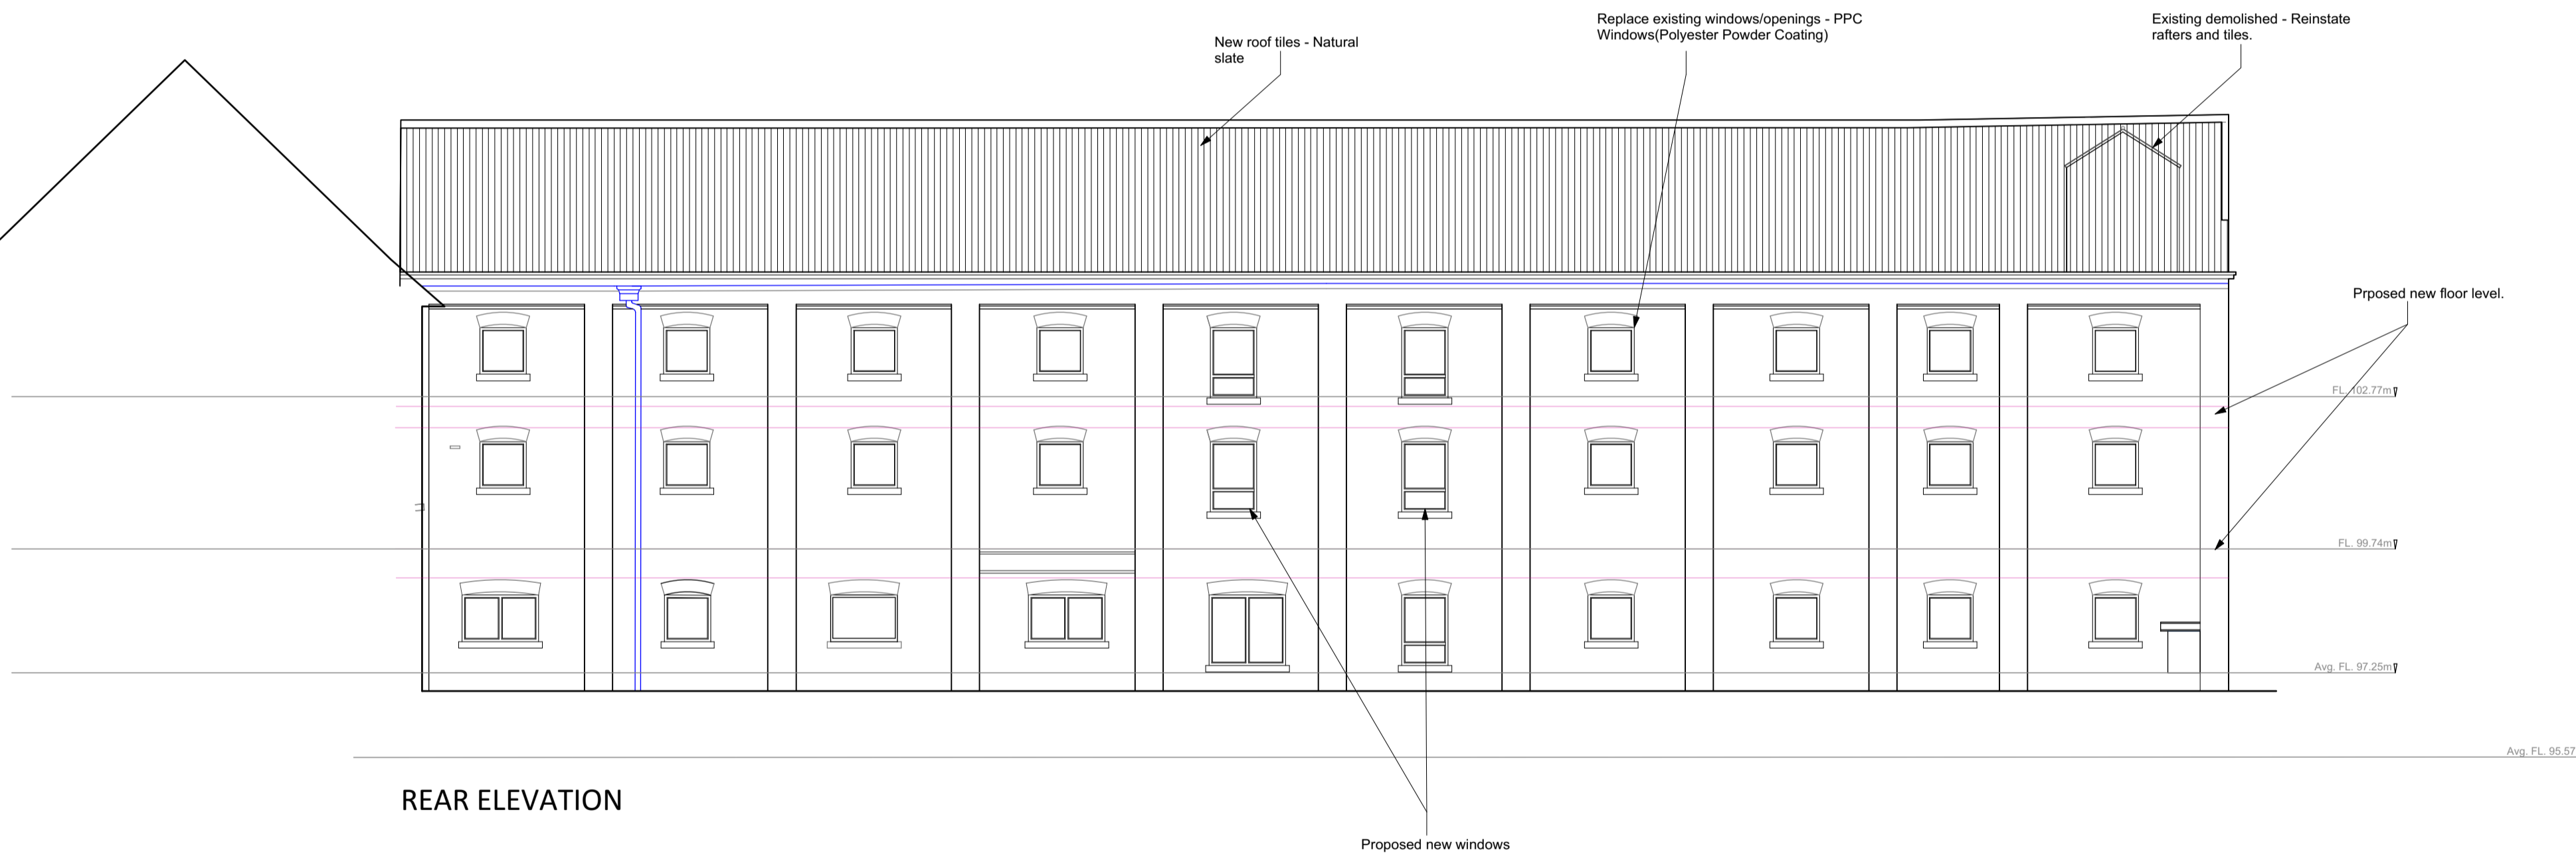 Replace existing windows/openings - PPC
Windows(Polyester Powder Coating)
Existing demolished - Reinstate
rafters and tiles.
New roof tiles - Natural
slate
Prposed new floor level.
FL. 102.77m
FL. 99.74m
Avg. FL. 97.25m
Avg. FL. 95.57
REAR ELEVATION
Proposed new windows